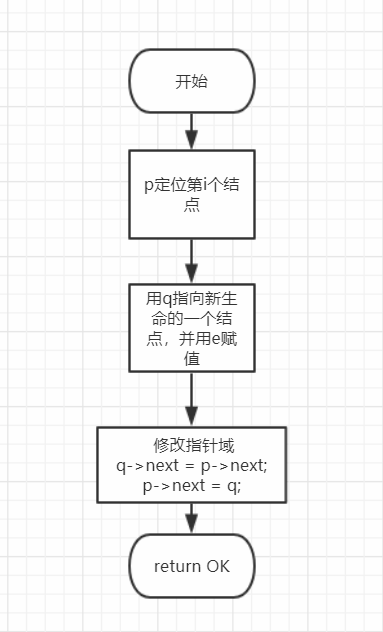 开始
p定位第i个结
点
用q指向新生
命的一个结
点，并用e赋
值
修改指针域
q->next = p->next;
p->next = q;
return OK